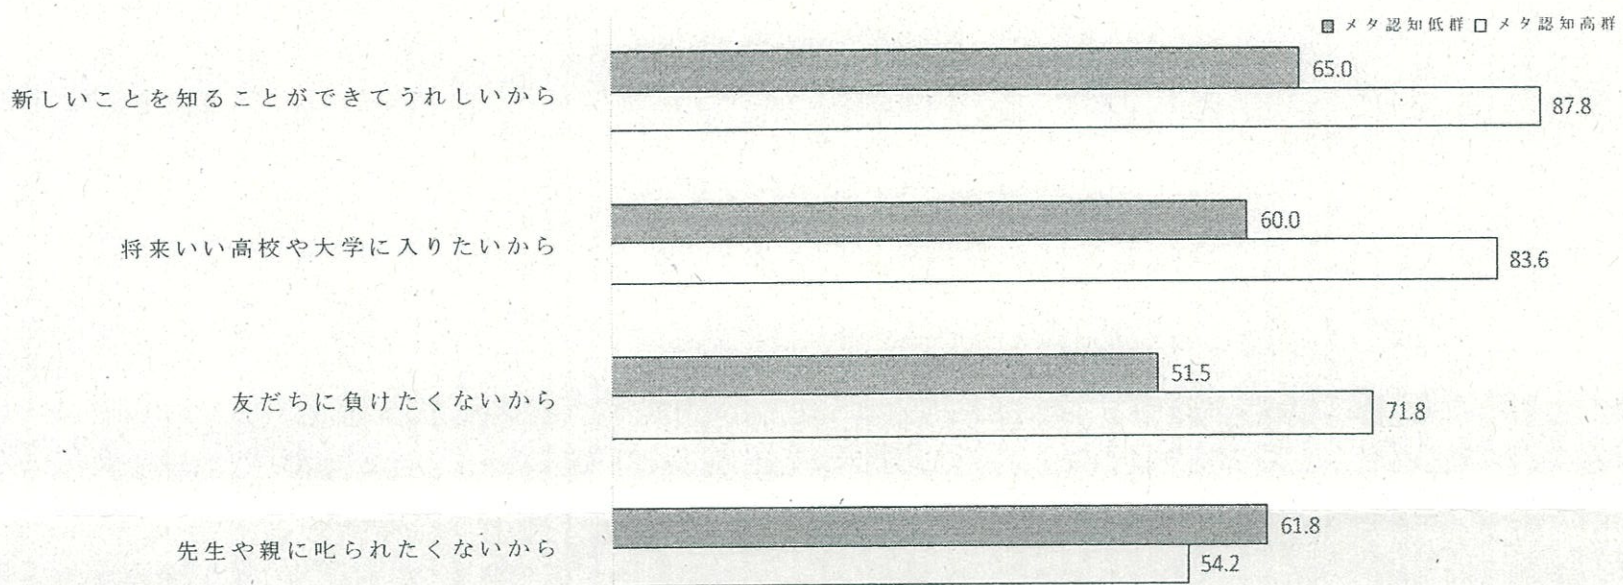 ■ メタ認知低群 □ メタ認知高群
新しいことを知ることができてうれしいから
65.0
87.8
将来いい高校や大学に入りたいから
60.0
83.6
友だちに負けたくないから
51.5
71.8
先生や親に叱られたくないから
61.8
54.2